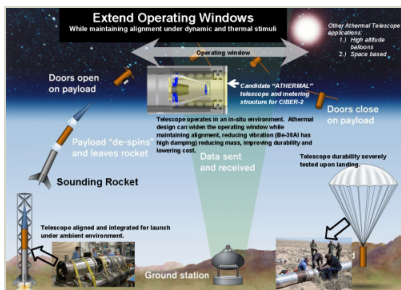 Extend Operating Windows
While maintaining alignment under dynamic and thermal stimuli
Other Athermal Telescope
applications:
1.) High altitude
balloons
2.) Space based
Operating window
Doors open
on payload
Candidate "ATHERMAL"
telescope and metering
structure for CIBER-2
Doors close
on payload
Telescope operates in an in-situ environment. Athermal
design can widen the operating window while
maintaining alignment, reducing vibration (Be-38Al has
high damping) reducing mass, improving durability and
lowering cost.
Payload "de-spins"
and leaves rocket
Data sent
and received
Telescope durability severely
tested upon landing.
Sounding Rocket
Telescope aligned and integrated for launch
under ambient environment.
Ground station